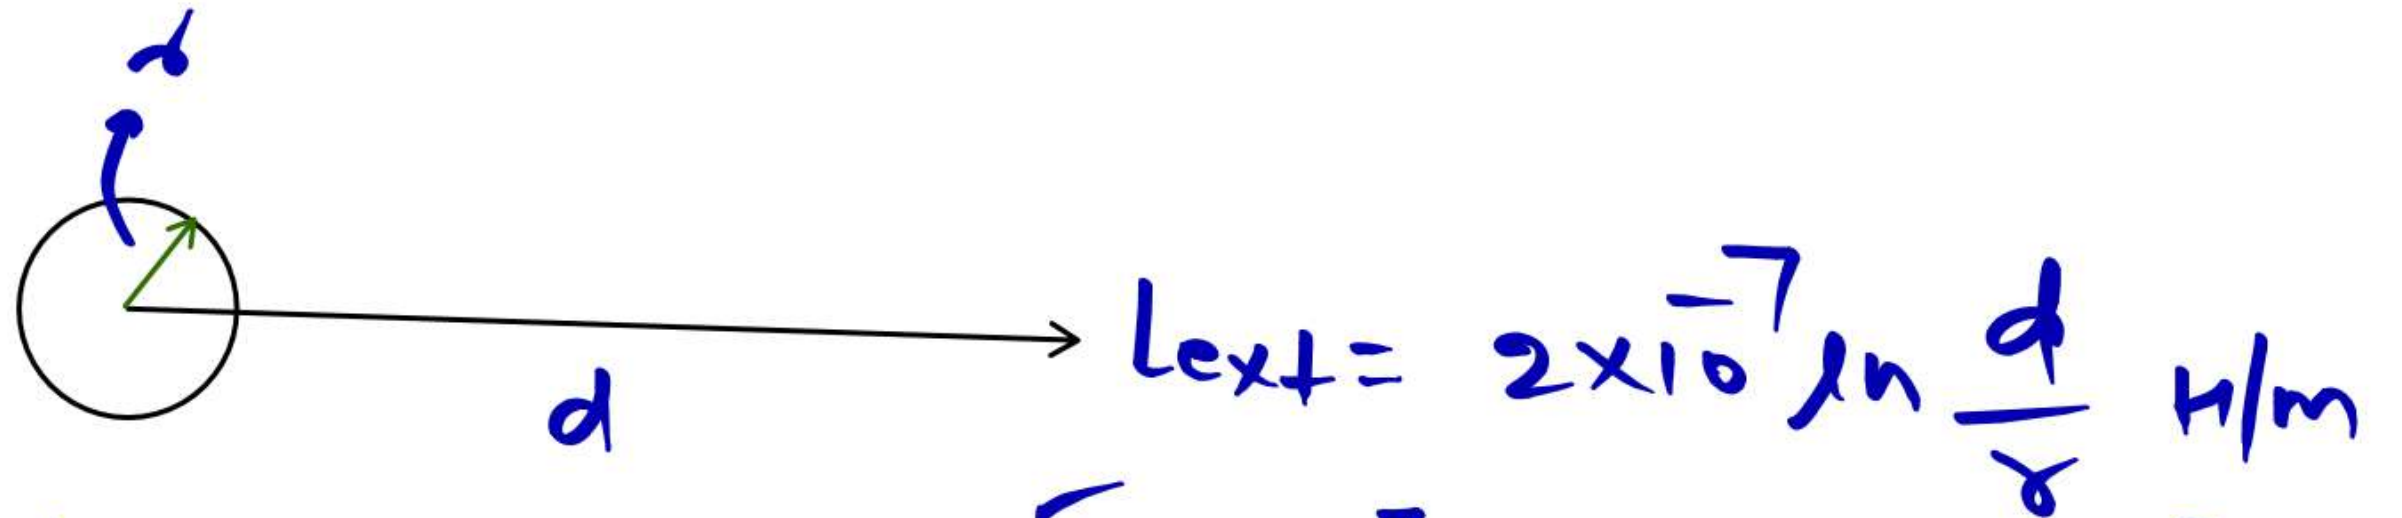 r
d
Lext = 2×10⁻⁷ ln d/r H/m